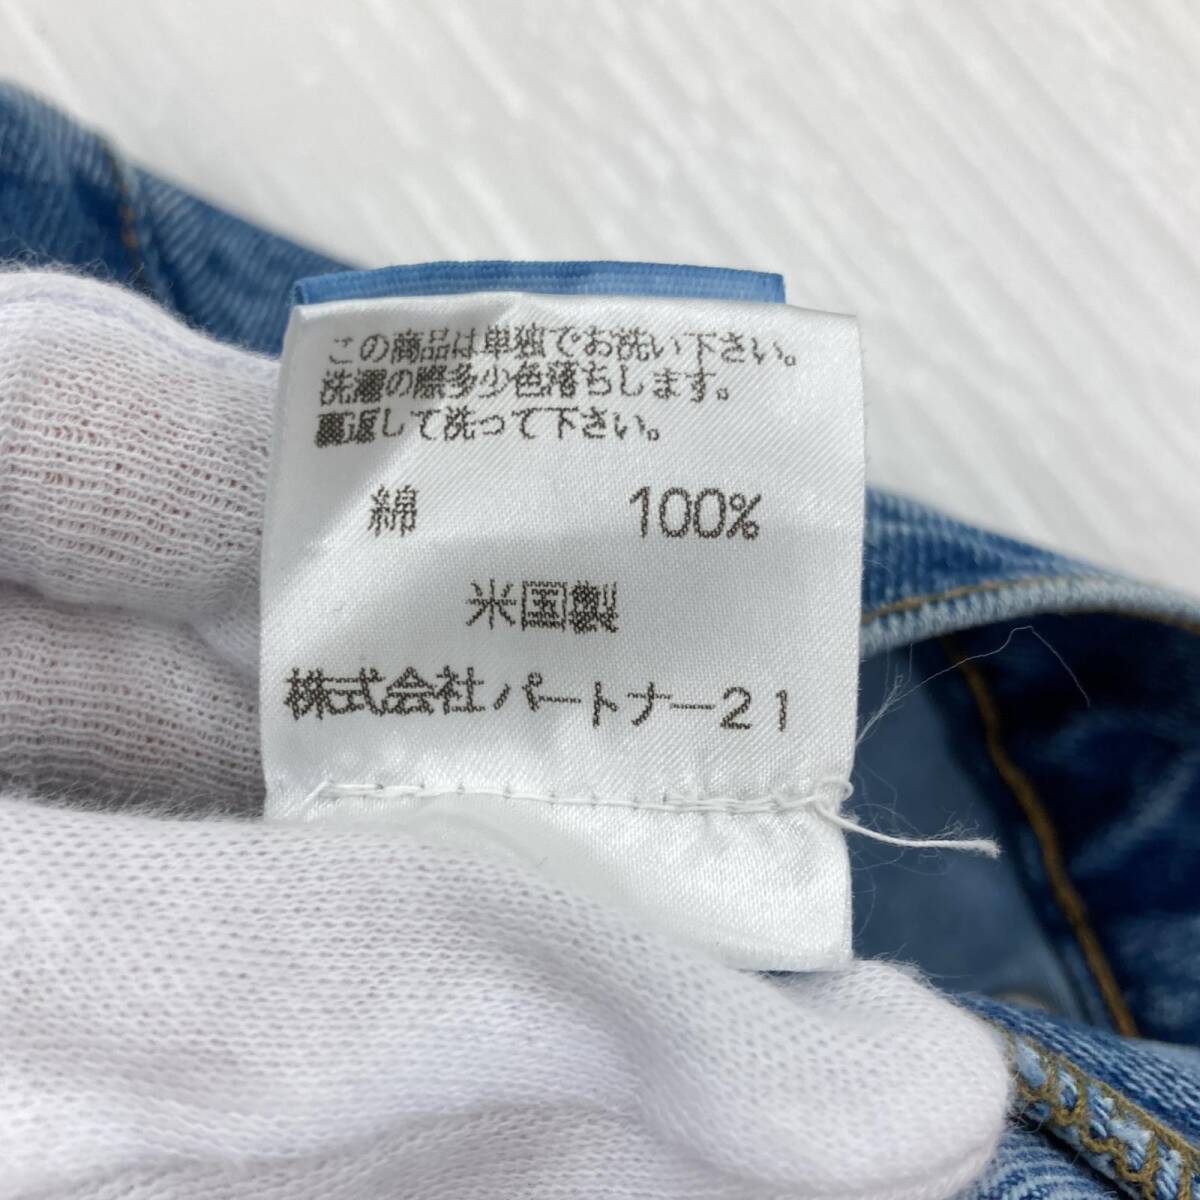 この商品は単独でお洗い下さい。
洗濯の際多少色落ちします。
裏返して洗って下さい。
綿 100%
米国製
株式会社パートナー21